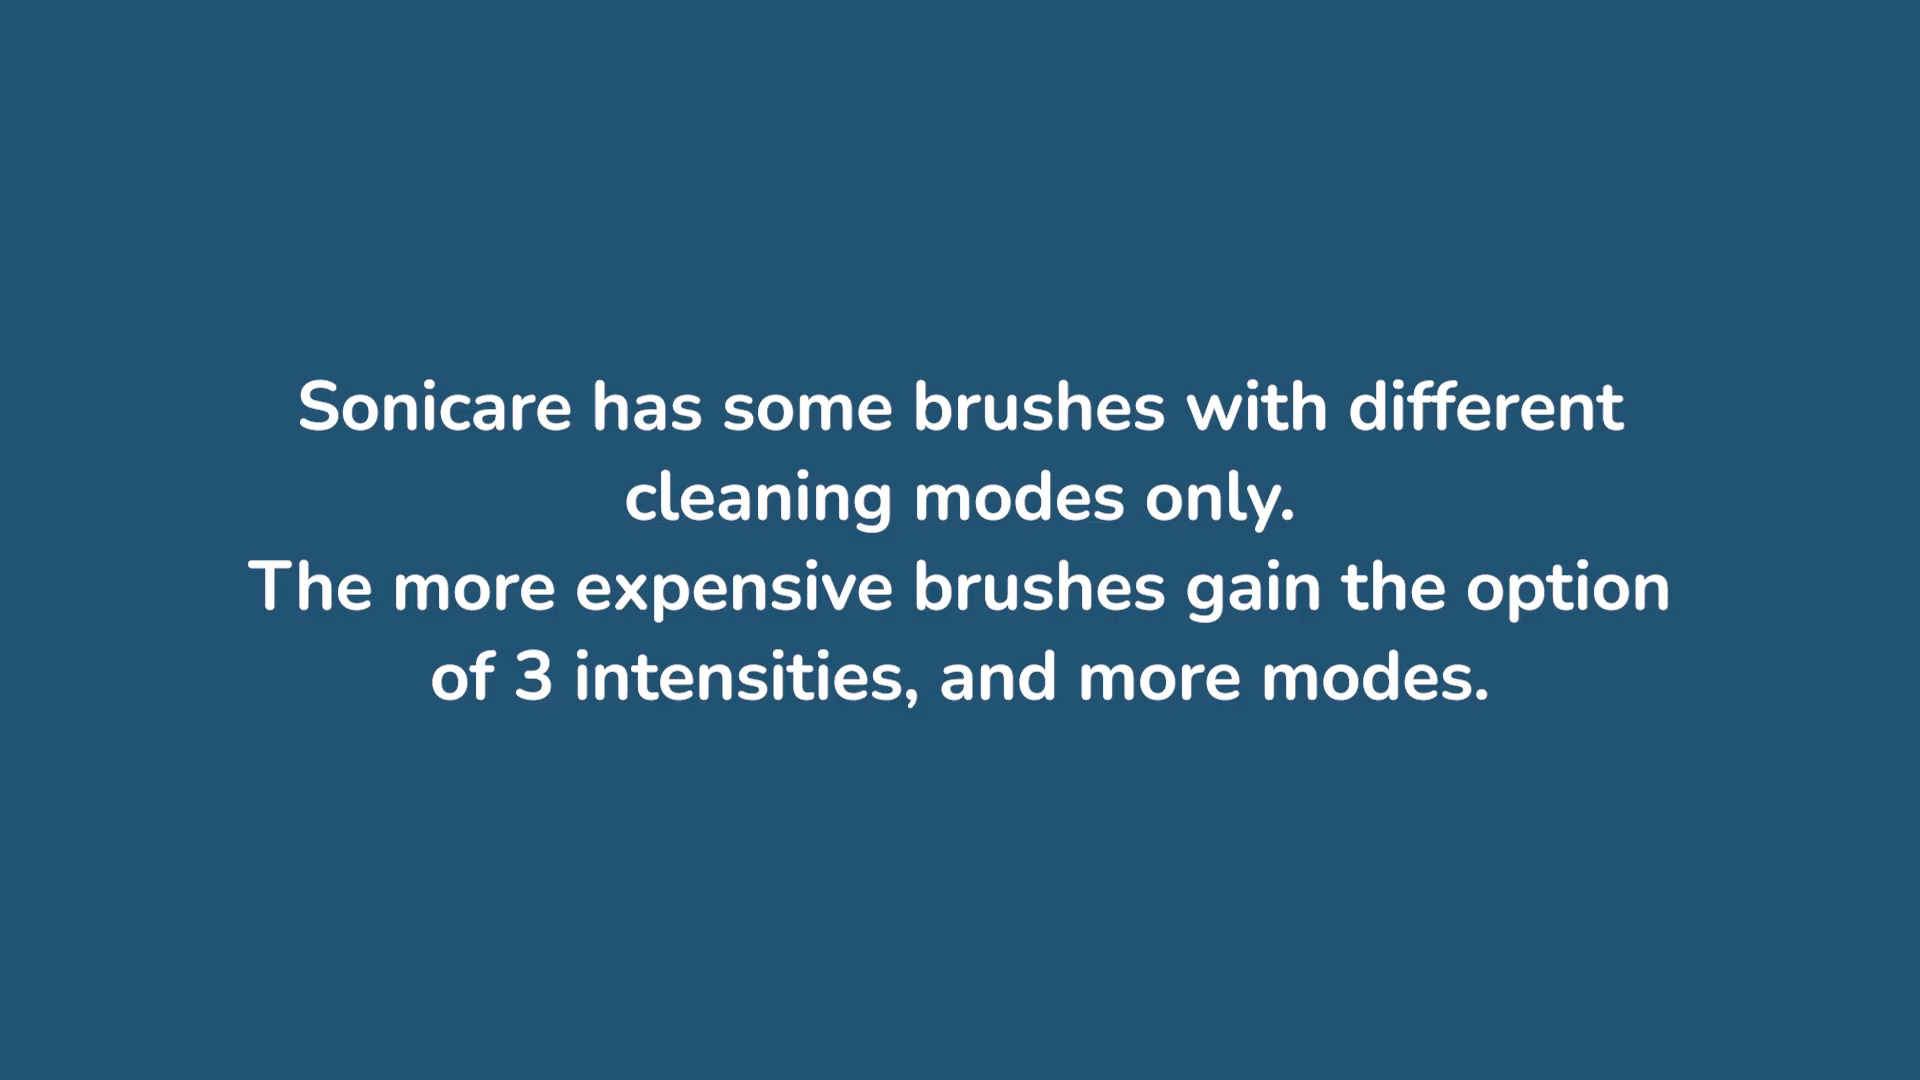 Sonicare has some brushes with different
cleaning modes only.
The more expensive brushes gain the option
of 3 intensities, and more modes.